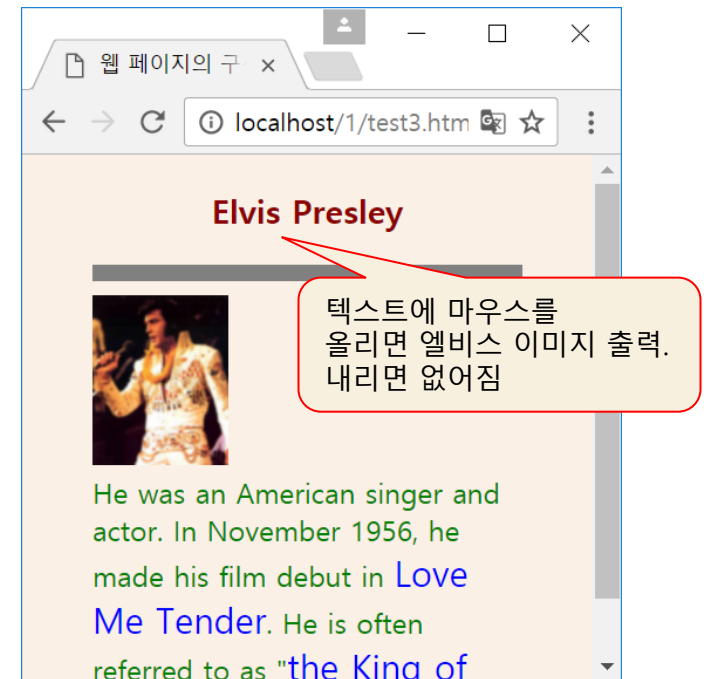 웹 페이지의 구
localhost/1/test3.htm
Elvis Presley
텍스트에 마우스를
올리면 엘비스 이미지 출력.
내리면 없어짐
He was an American singer and
actor. In November 1956, he
made his film debut in Love
Me Tender. He is often
referred to as "the King of